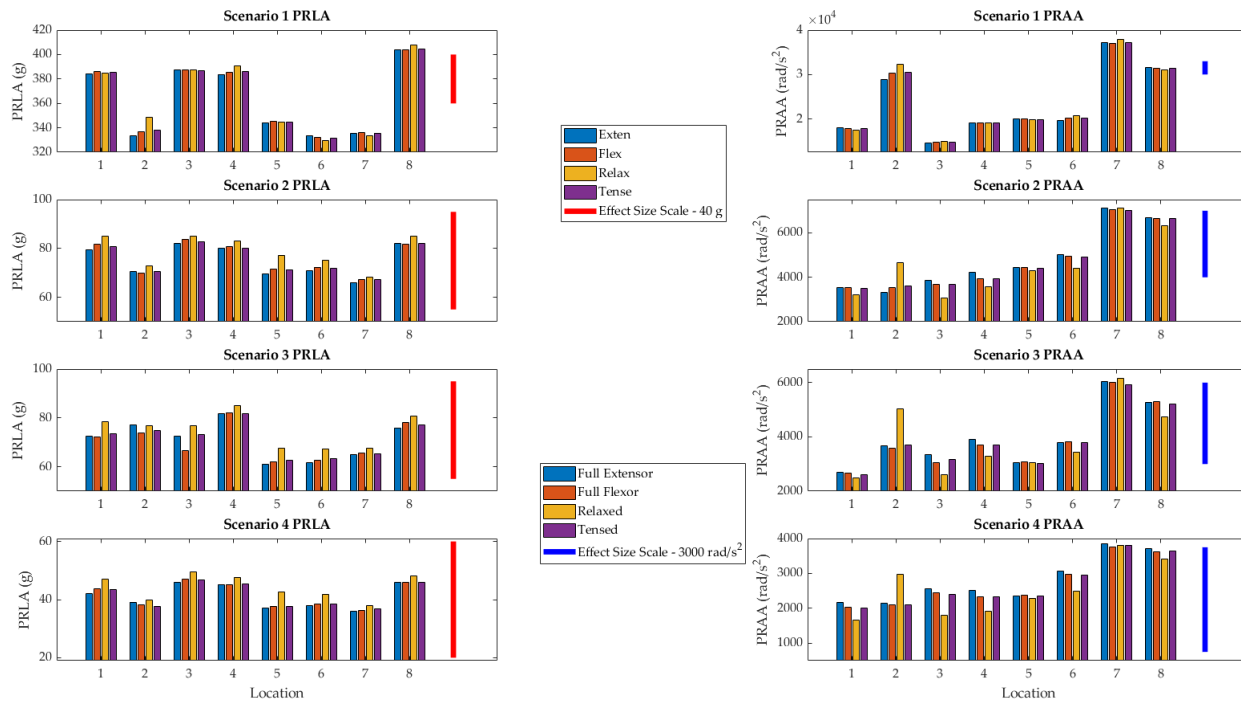 Scenario 1 PRLA
PRLA (g)
420
400
380
360
340
320
1 2 3 4 5 6 7 8
Scenario 2 PRLA
PRLA (g)
100
80
60
1 2 3 4 5 6 7 8
Scenario 3 PRLA
PRLA (g)
100
80
60
1 2 3 4 5 6 7 8
Scenario 4 PRLA
PRLA (g)
60
40
20
1 2 3 4 5 6 7 8
Location
Exten
Flex
Relax
Tense
Effect Size Scale - 40 g
Full Extensor
Full Flexor
Relaxed
Tensed
Effect Size Scale - 3000 rad/s²
Scenario 1 PRAA
× 10⁴
PRAA (rad/s²)
4
3
2
1 2 3 4 5 6 7 8
Scenario 2 PRAA
PRAA (rad/s²)
6000
4000
2000
1 2 3 4 5 6 7 8
Scenario 3 PRAA
PRAA (rad/s²)
6000
4000
2000
1 2 3 4 5 6 7 8
Scenario 4 PRAA
PRAA (rad/s²)
4000
3000
2000
1000
1 2 3 4 5 6 7 8
Location